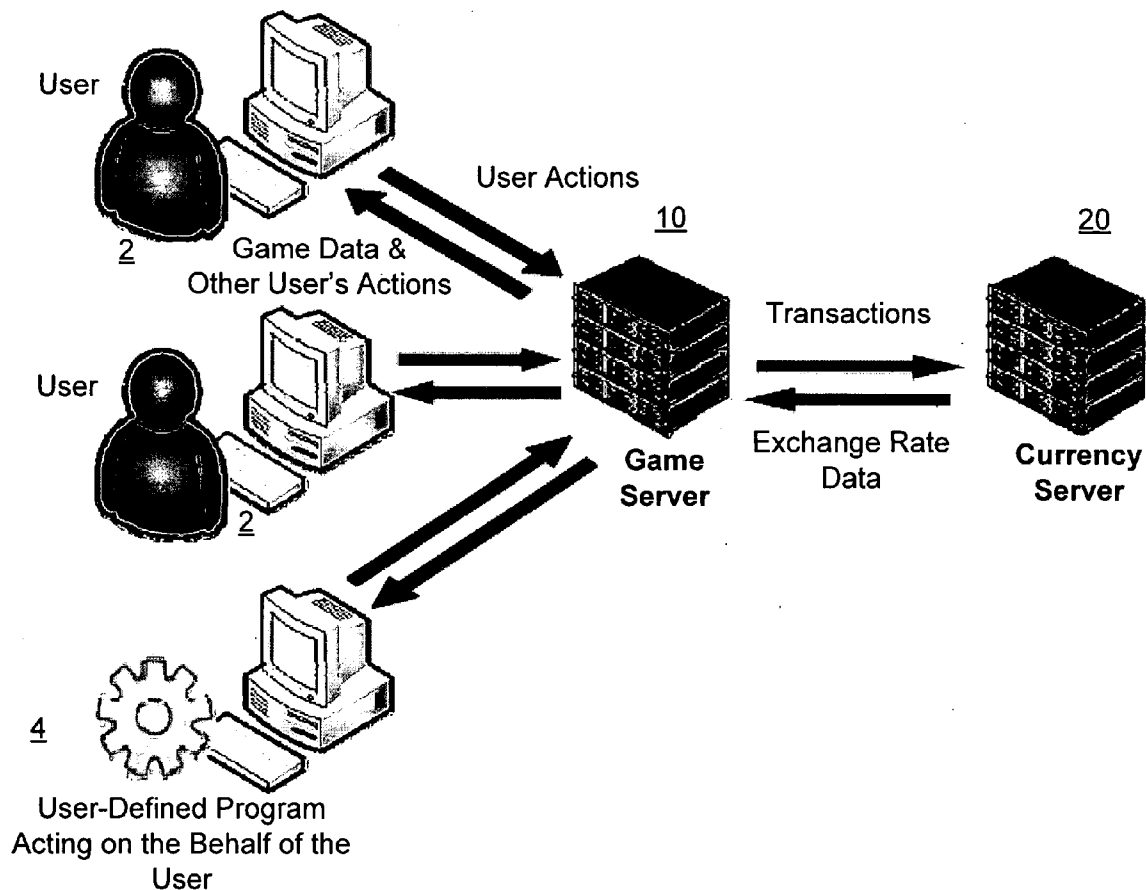 User
2
User Actions
Game Data &
Other User's Actions
10
20
Transactions
User
2
Exchange Rate
Data
Game
Server
Currency
Server
4
User-Defined Program
Acting on the Behalf of the
User